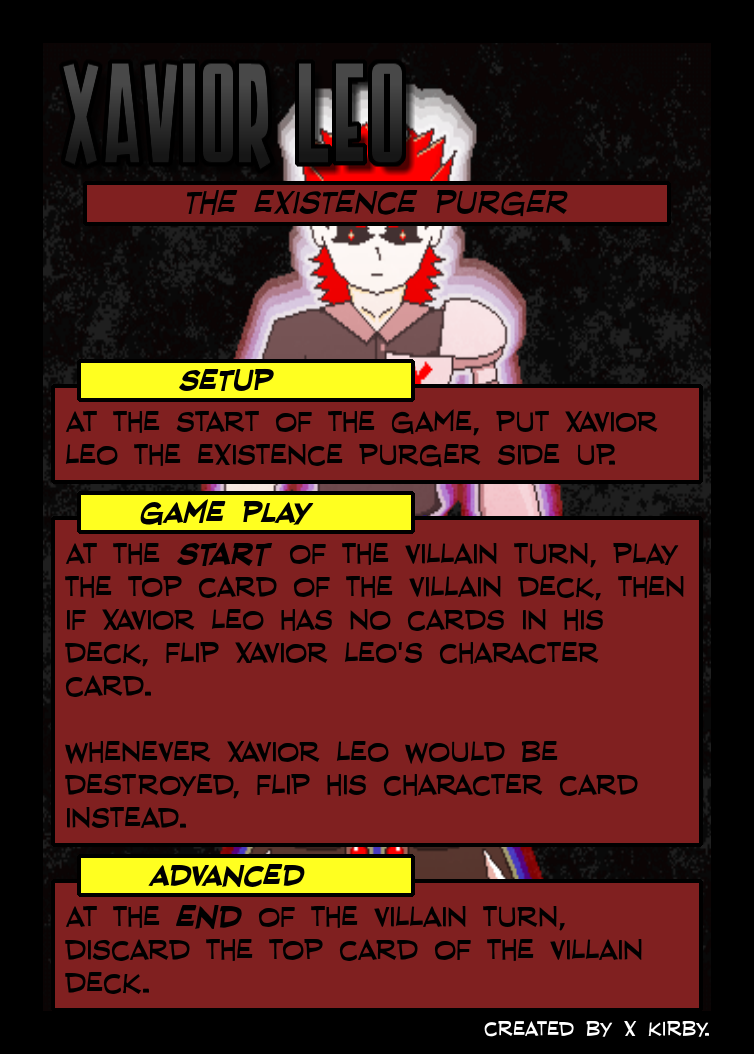 XAVIOR LEO
THE EXISTENCE PURGER
SETUP
AT THE START OF THE GAME, PUT XAVIOR
LEO THE EXISTENCE PURGER SIDE UP.
GAME PLAY
AT THE START OF THE VILLAIN TURN, PLAY
THE TOP CARD OF THE VILLAIN DECK, THEN
IF XAVIOR LEO HAS NO CARDS IN HIS
DECK, FLIP XAVIOR LEO'S CHARACTER
CARD.
WHENEVER XAVIOR LEO WOULD BE
DESTROYED, FLIP HIS CHARACTER CARD
INSTEAD.
ADVANCED
AT THE END OF THE VILLAIN TURN,
DISCARD THE TOP CARD OF THE VILLAIN
DECK.
CREATED BY X KIRBY.